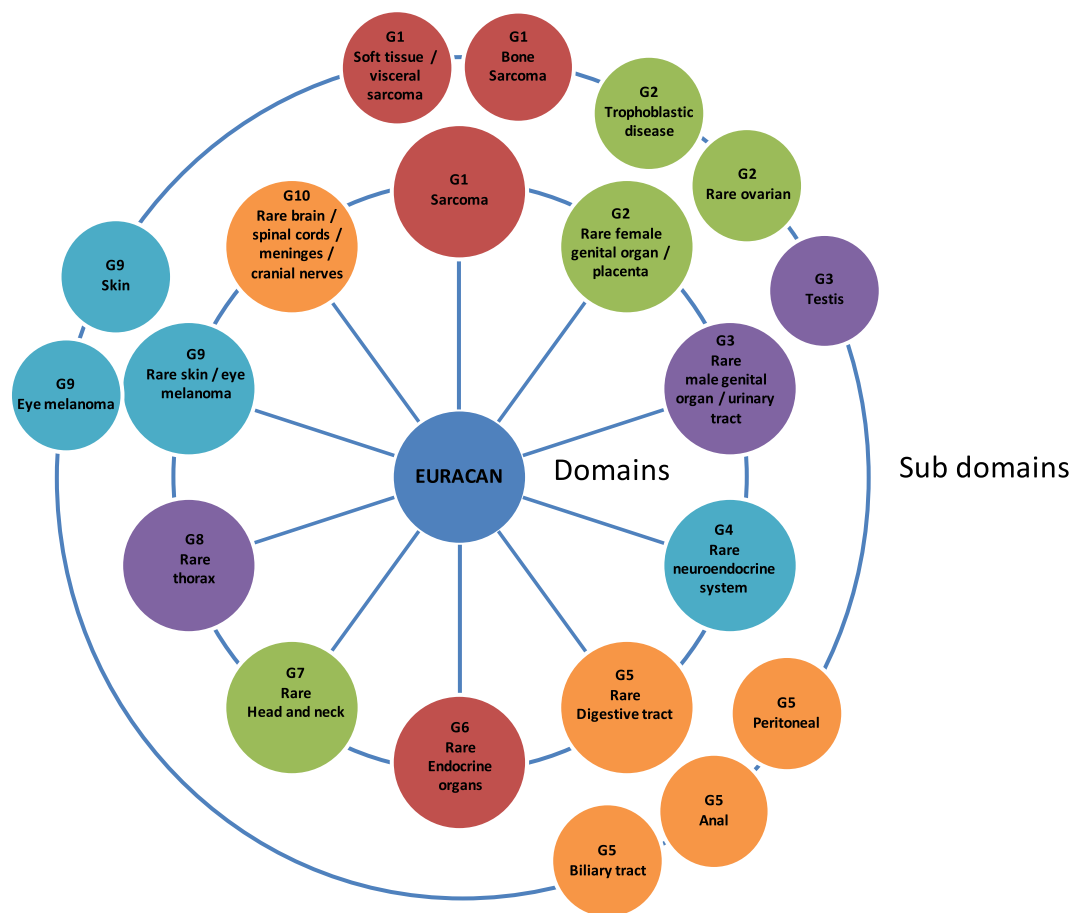 G1
Soft tissue /
visceral
sarcoma
G1
Bone
Sarcoma
G2
Trophoblastic
disease
G2
Rare ovarian
G3
Testis
G9
Skin
G9
Eye melanoma
G10
Rare brain /
spinal cords /
meninges /
cranial nerves
G1
Sarcoma
G2
Rare female
genital organ /
placenta
G3
Rare
male genital
organ / urinary
tract
G9
Rare skin / eye
melanoma
EURACAN
Domains
Sub domains
G8
Rare
thorax
G4
Rare
neuroendocrine
system
G7
Rare
Head and neck
G6
Rare
Endocrine
organs
G5
Rare
Digestive tract
G5
Peritoneal
G5
Anal
G5
Biliary tract